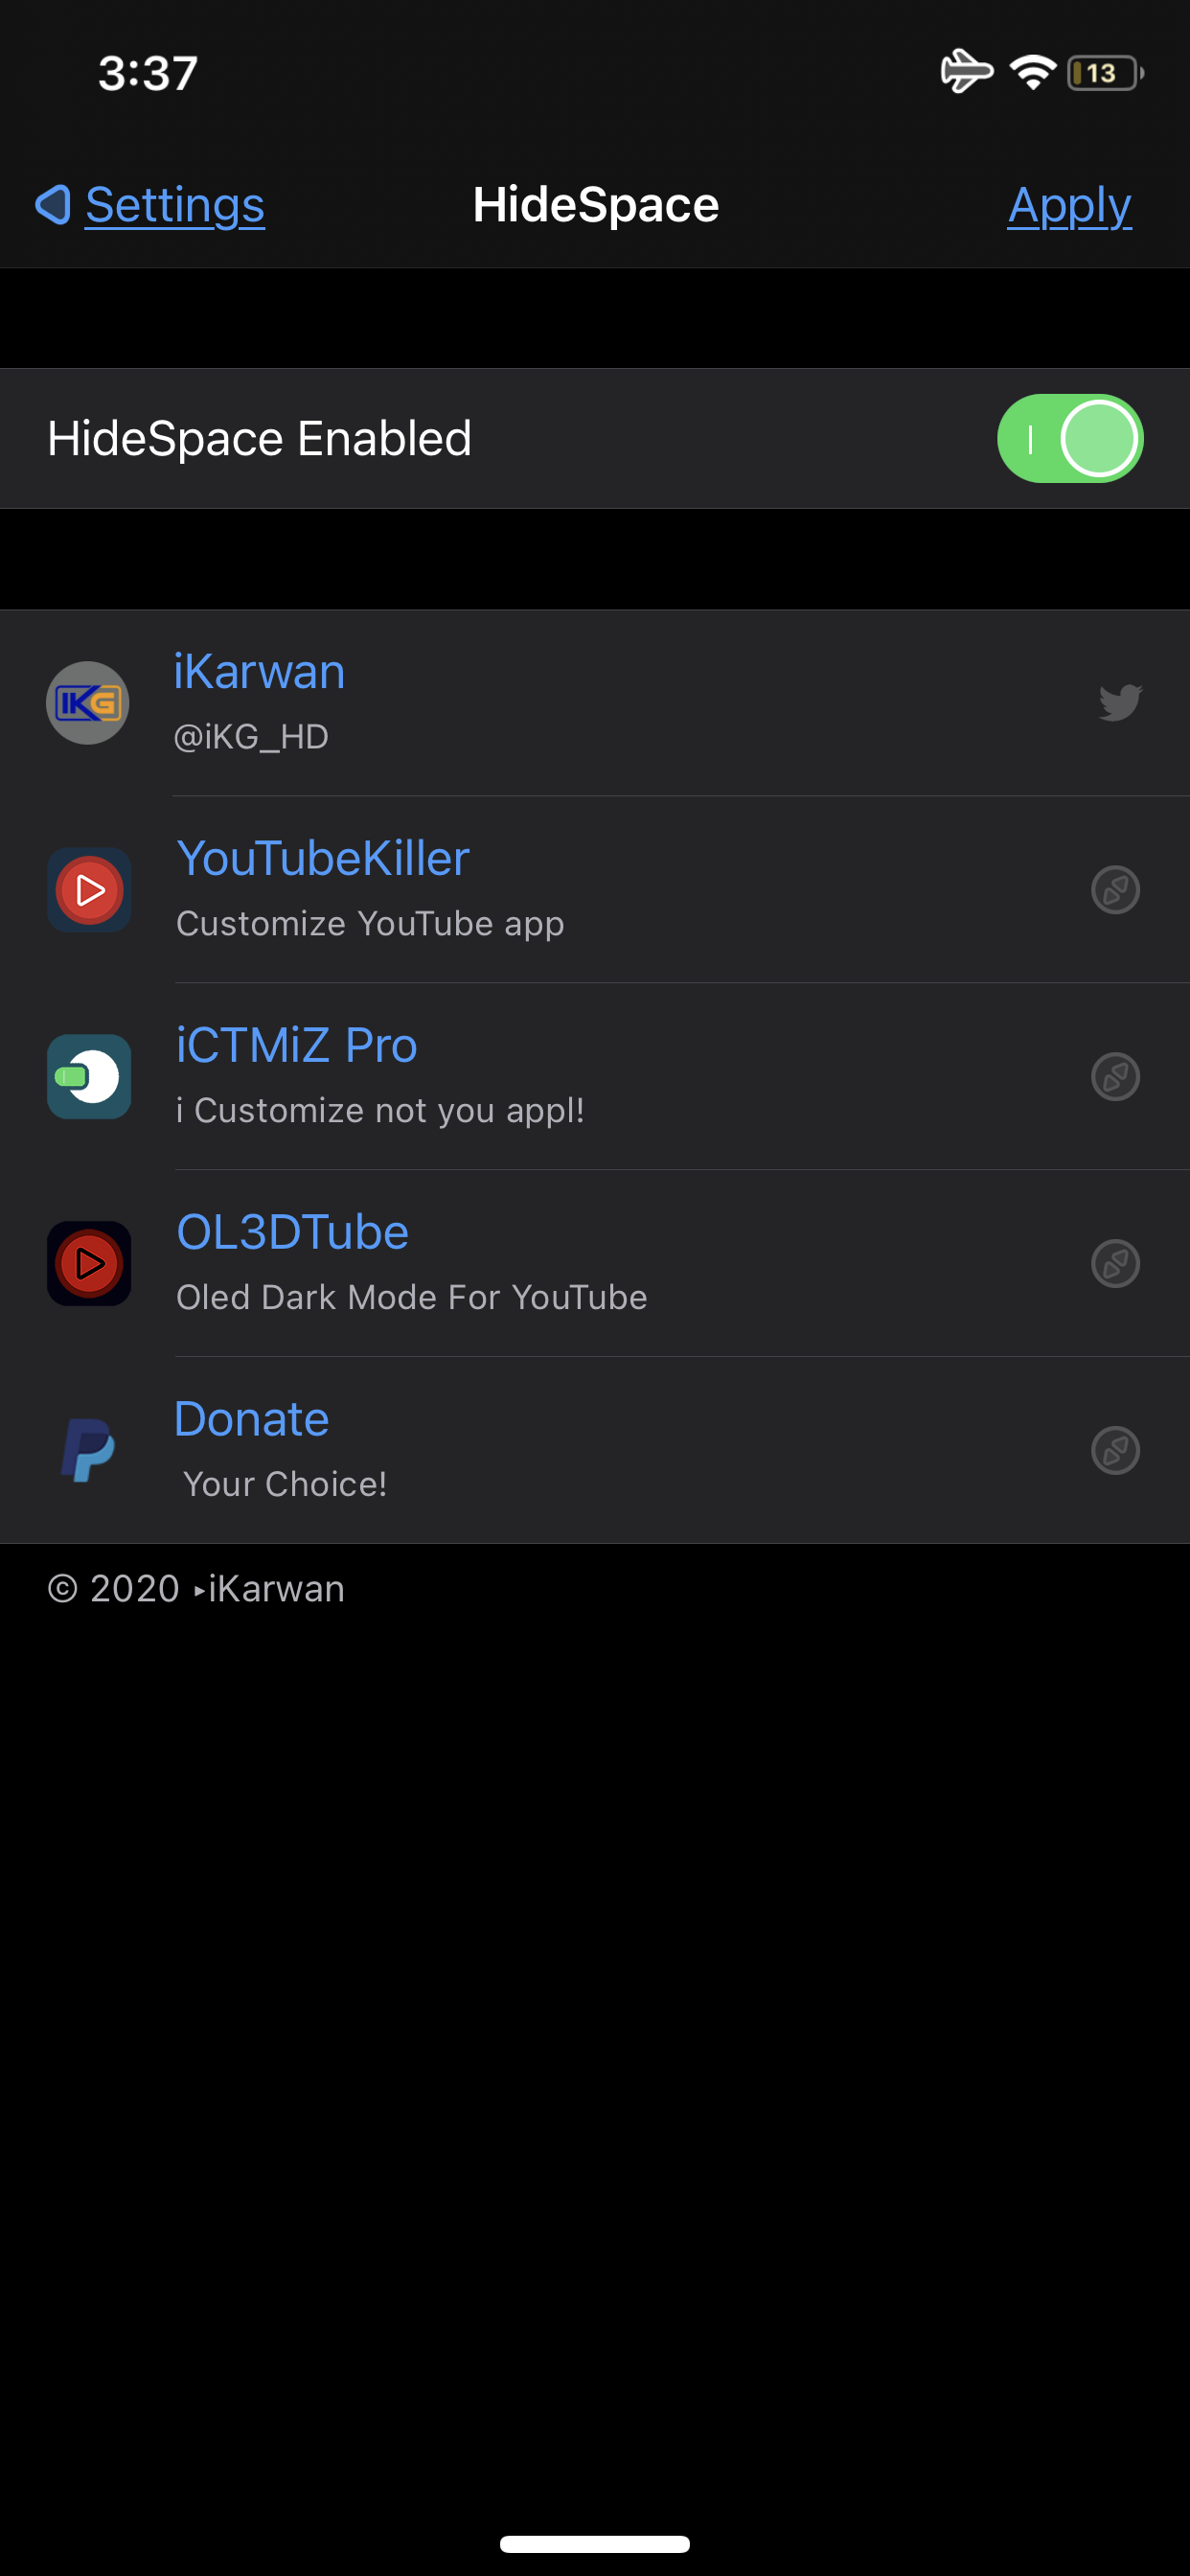 3:37
13
Settings
HideSpace
Apply
HideSpace Enabled
IKG
iKarwan
@iKG_HD
YouTubeKiller
Customize YouTube app
iCTMiZ Pro
i Customize not you appl!
OL3DTube
Oled Dark Mode For YouTube
Donate
Your Choice!
© 2020 ▸iKarwan